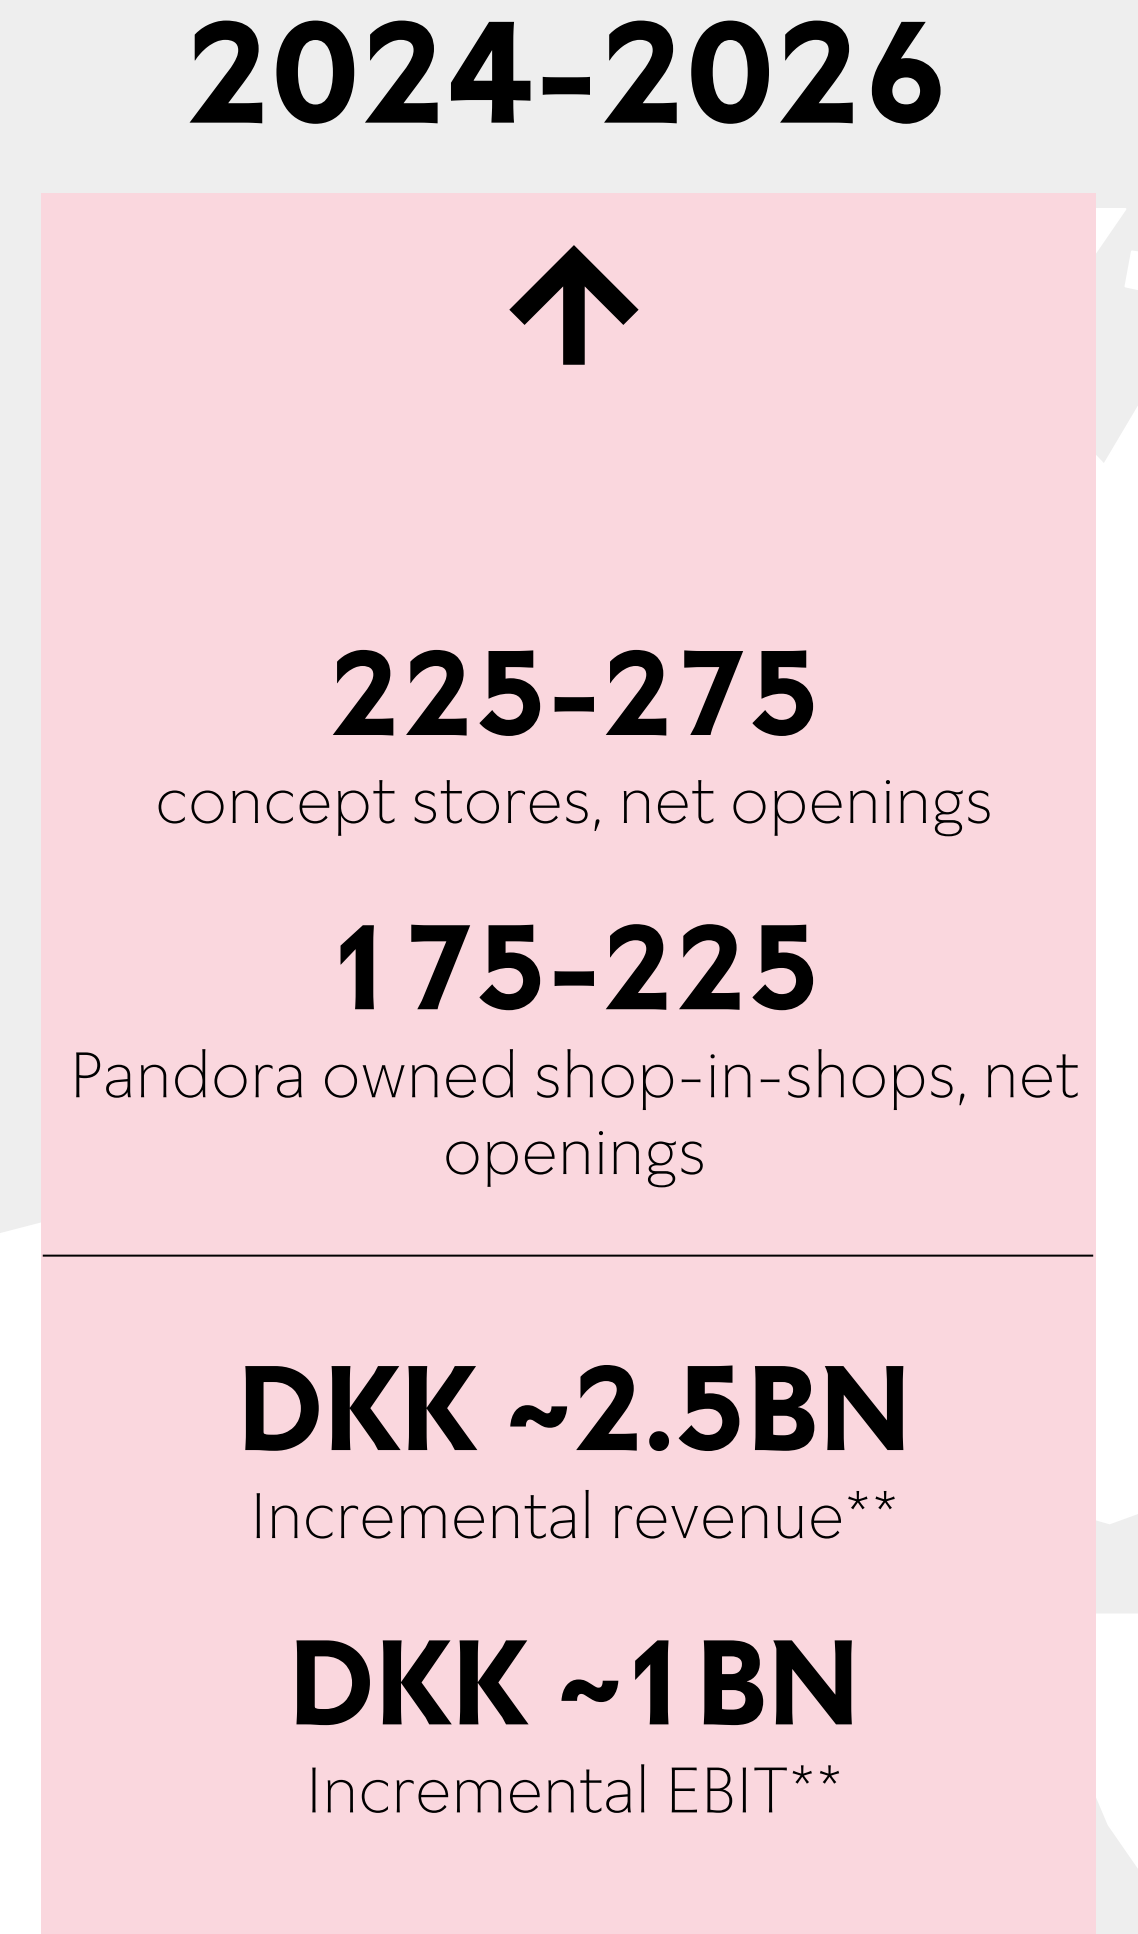 2024-2026
225-275
concept stores, net openings
175-225
Pandora owned shop-in-shops, net
openings
DKK ~2.5BN
Incremental revenue**
DKK ~1BN
Incremental EBIT**